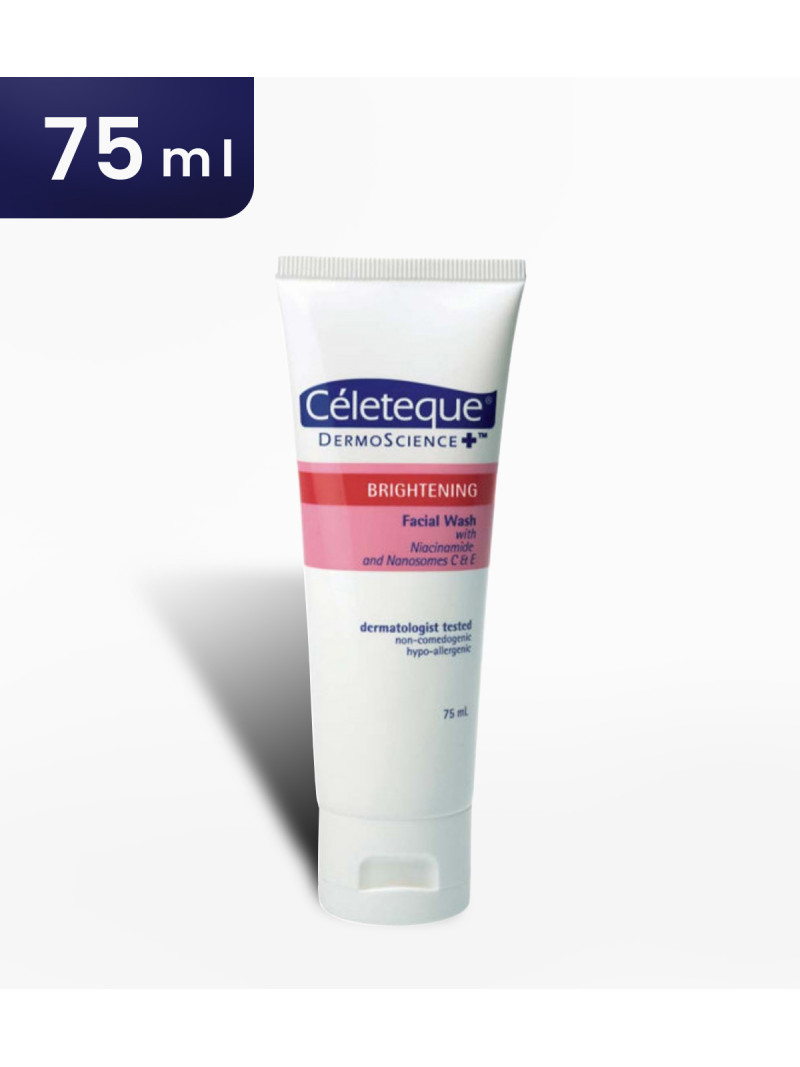 75 ml
Céleteque®
DERMOSCIENCE✚™
BRIGHTENING
Facial Wash
with
Niacinamide
and Nanosomes C & E
dermatologist tested
non-comedogenic
hypo-allergenic
75 mL